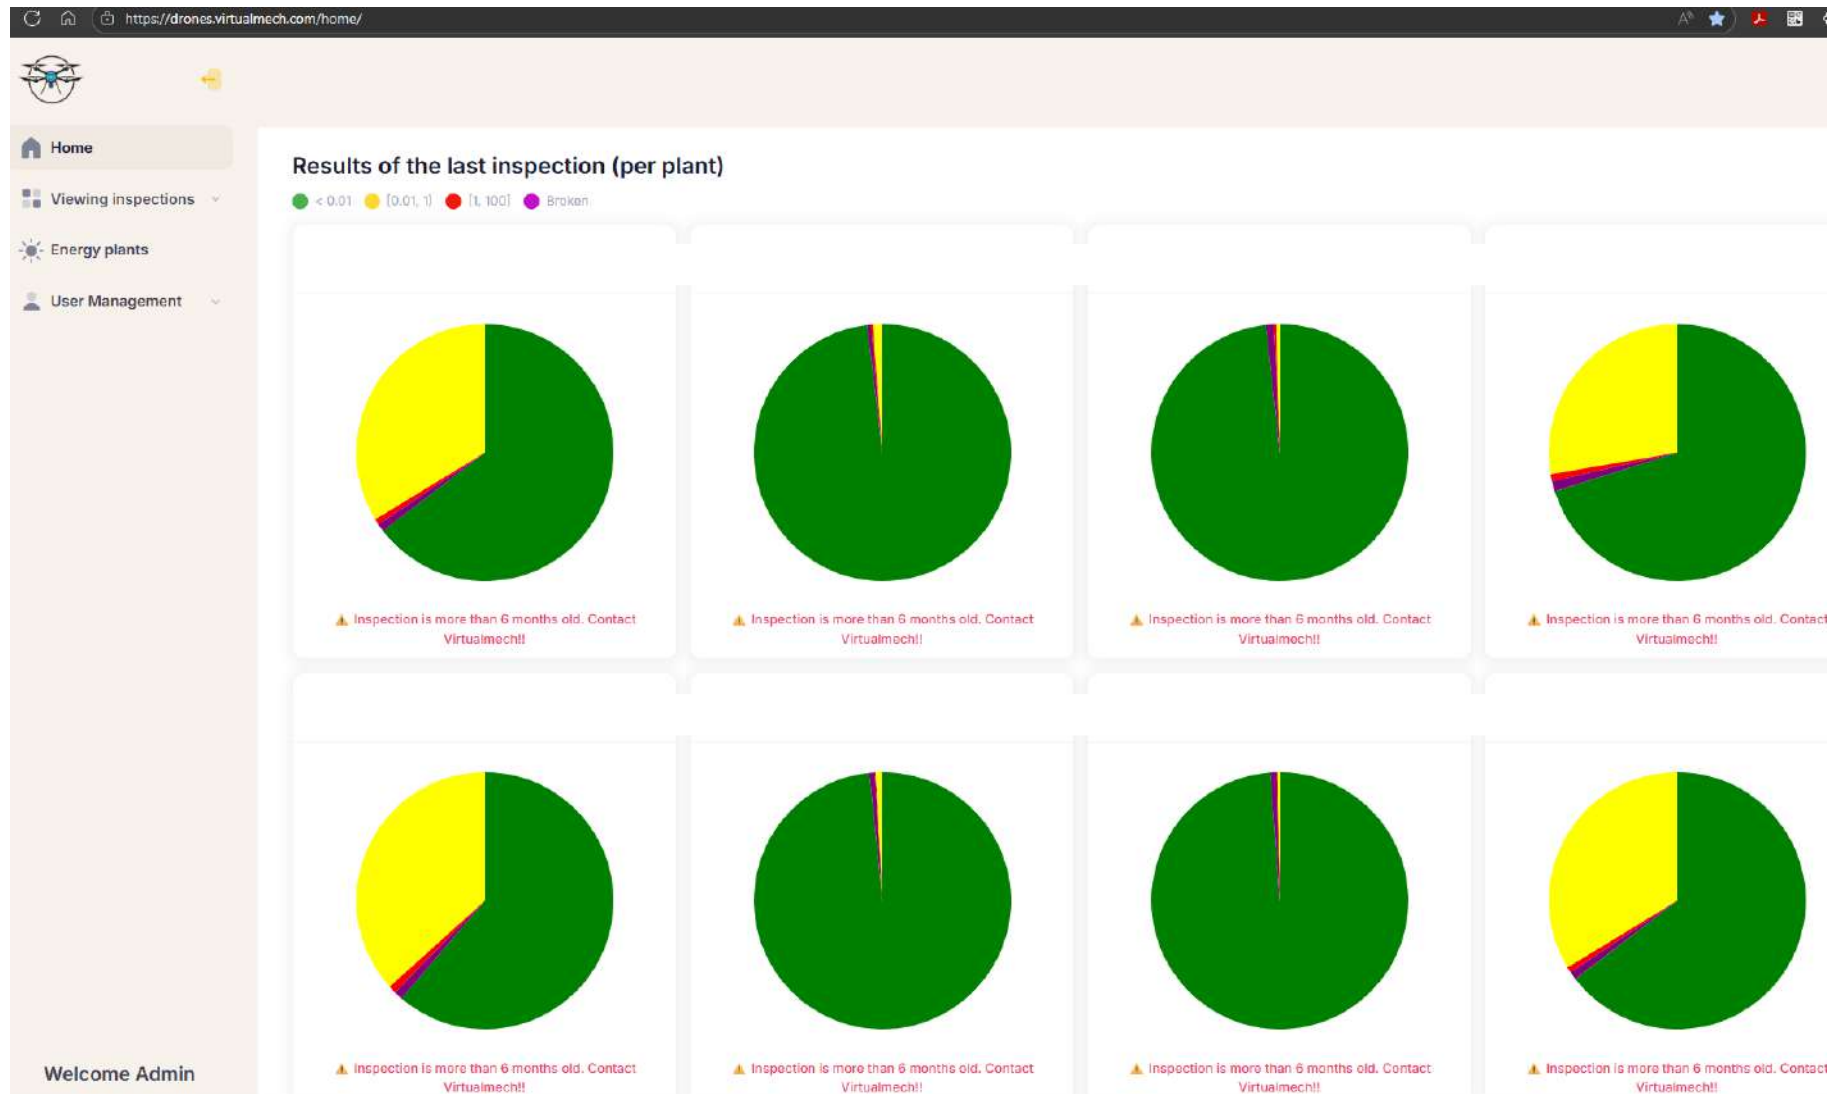 https://drones.virtualmech.com/home/
Home
Viewing inspections
Energy plants
User Management
Results of the last inspection (per plant)
< 0.01 [0.01, 1) [1, 100] Broken
⚠ Inspection is more than 6 months old. Contact
Virtualmech!!
⚠ Inspection is more than 6 months old. Contact
Virtualmech!!
⚠ Inspection is more than 6 months old. Contact
Virtualmech!!
⚠ Inspection is more than 6 months old. Contact
Virtualmech!!
⚠ Inspection is more than 6 months old. Contact
Virtualmech!!
⚠ Inspection is more than 6 months old. Contact
Virtualmech!!
⚠ Inspection is more than 6 months old. Contact
Virtualmech!!
⚠ Inspection is more than 6 months old. Contact
Virtualmech!!
Welcome Admin